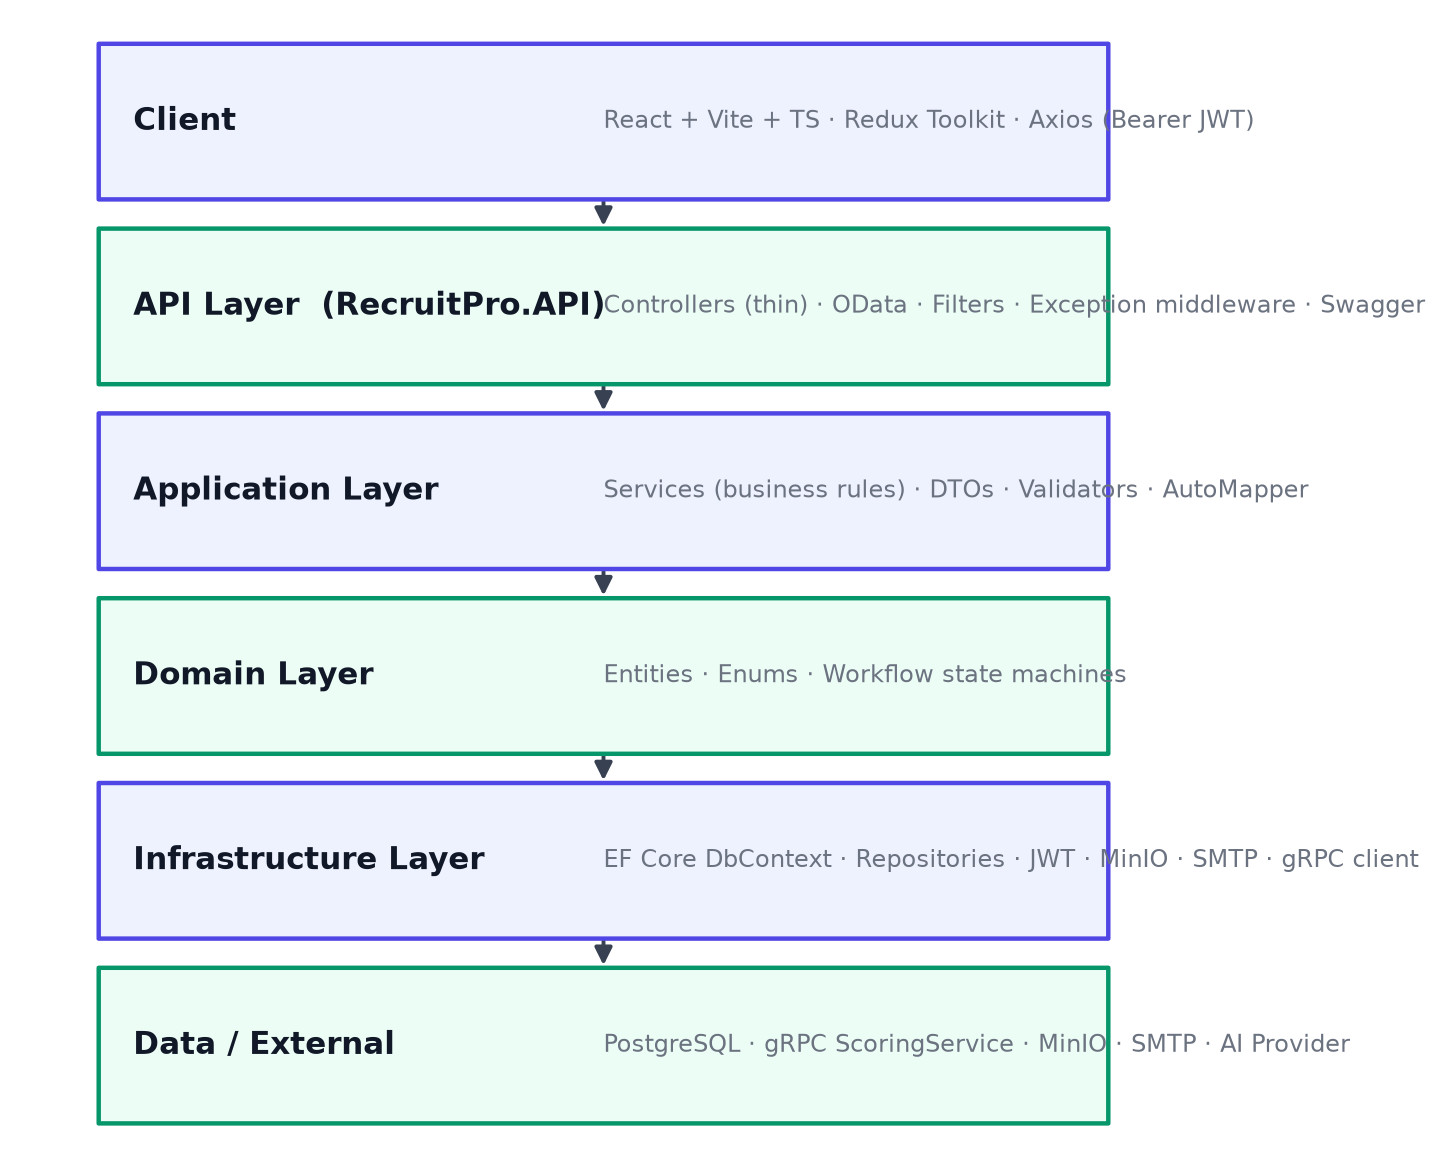 Client
React + Vite + TS · Redux Toolkit · Axios (Bearer JWT)
API Layer  (RecruitPro.API)
Controllers (thin) · OData · Filters · Exception middleware · Swagger
Application Layer
Services (business rules) · DTOs · Validators · AutoMapper
Domain Layer
Entities · Enums · Workflow state machines
Infrastructure Layer
EF Core DbContext · Repositories · JWT · MinIO · SMTP · gRPC client
Data / External
PostgreSQL · gRPC ScoringService · MinIO · SMTP · AI Provider